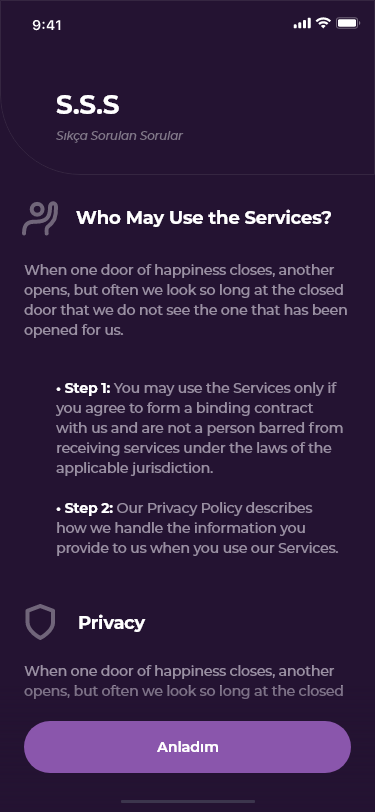 9:41
S.S.S
Sıkça Sorulan Sorular
Who May Use the Services?
When one door of happiness closes, another
opens, but often we look so long at the closed
door that we do not see the one that has been
opened for us.
• Step 1: You may use the Services only if
you agree to form a binding contract
with us and are not a person barred from
receiving services under the laws of the
applicable jurisdiction.
• Step 2: Our Privacy Policy describes
how we handle the information you
provide to us when you use our Services.
Privacy
When one door of happiness closes, another
opens, but often we look so long at the closed
Anladım